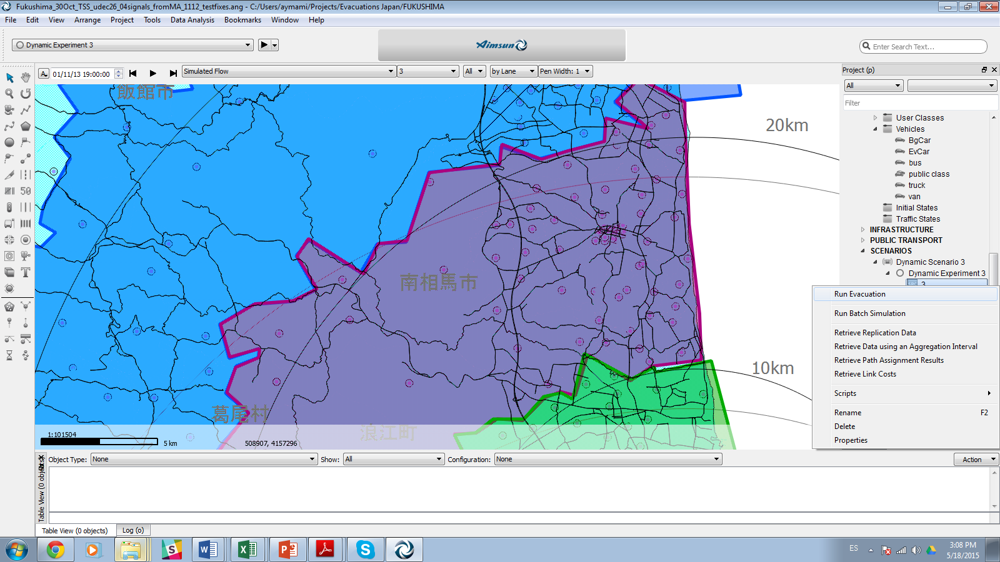 Fukushima_30Oct_TSS_udec26_04signals_fromMA_1112_testfixes.ang - C:/Users/aymami/Projects/Evacuations Japan/FUKUSHIMA
File Edit View Arrange Project Tools Data Analysis Bookmarks Window Help
Dynamic Experiment 3
Aimsun
Enter Search Text...
01/11/13 19:00:00
Simulated Flow
3
All
by Lane
Pen Width: 1
Project (p)
All
Filter
User Classes
Vehicles
BgCar
EvCar
bus
public class
truck
van
Initial States
Traffic States
INFRASTRUCTURE
PUBLIC TRANSPORT
SCENARIOS
Dynamic Scenario 3
Dynamic Experiment 3
3
Run Evacuation
Run Batch Simulation
Retrieve Replication Data
Retrieve Data using an Aggregation Interval
Retrieve Path Assignment Results
Retrieve Link Costs
Scripts
Rename F2
Delete
Properties
50
飯館市
20km
南相馬市
10km
葛尾村
浪江町
1:101504
5 km
508907, 4157296
Object Type: None
Show: All
Configuration: None
Action
Table View (0 objects)
Table View (0 objects)
Log (o)
ES
3:08 PM
5/18/2015